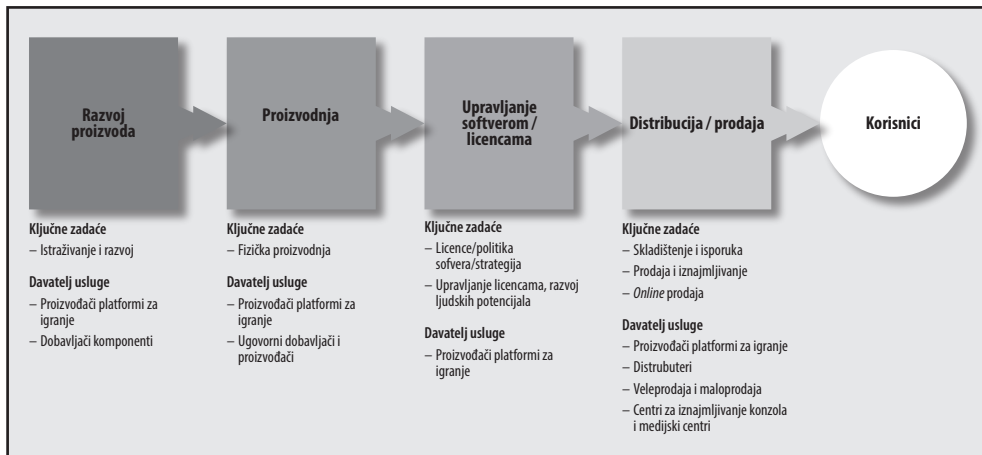 Razvoj
proizvoda
Proizvodnja
Upravljanje
softverom /
licencama
Distribucija / prodaja
Korisnici
Ključne zadaće
– Istraživanje i razvoj
Davatelj usluge
– Proizvođači platformi za
igranje
– Dobavljači komponenti
Ključne zadaće
– Fizička proizvodnja
Davatelj usluge
– Proizvođači platformi za
igranje
– Ugovorni dobavljači i
proizvođači
Ključne zadaće
– Licence/politika
sofvera/strategija
– Upravljanje licencama, razvoj
ljudskih potencijala
Davatelj usluge
– Proizvođači platformi za
igranje
Ključne zadaće
– Skladištenje i isporuka
– Prodaja i iznajmljivanje
– Online prodaja
Davatelj usluge
– Proizvođači platformi za igranje
– Distrubuteri
– Veleprodaja i maloprodaja
– Centri za iznajmljivanje konzola
i medijski centri